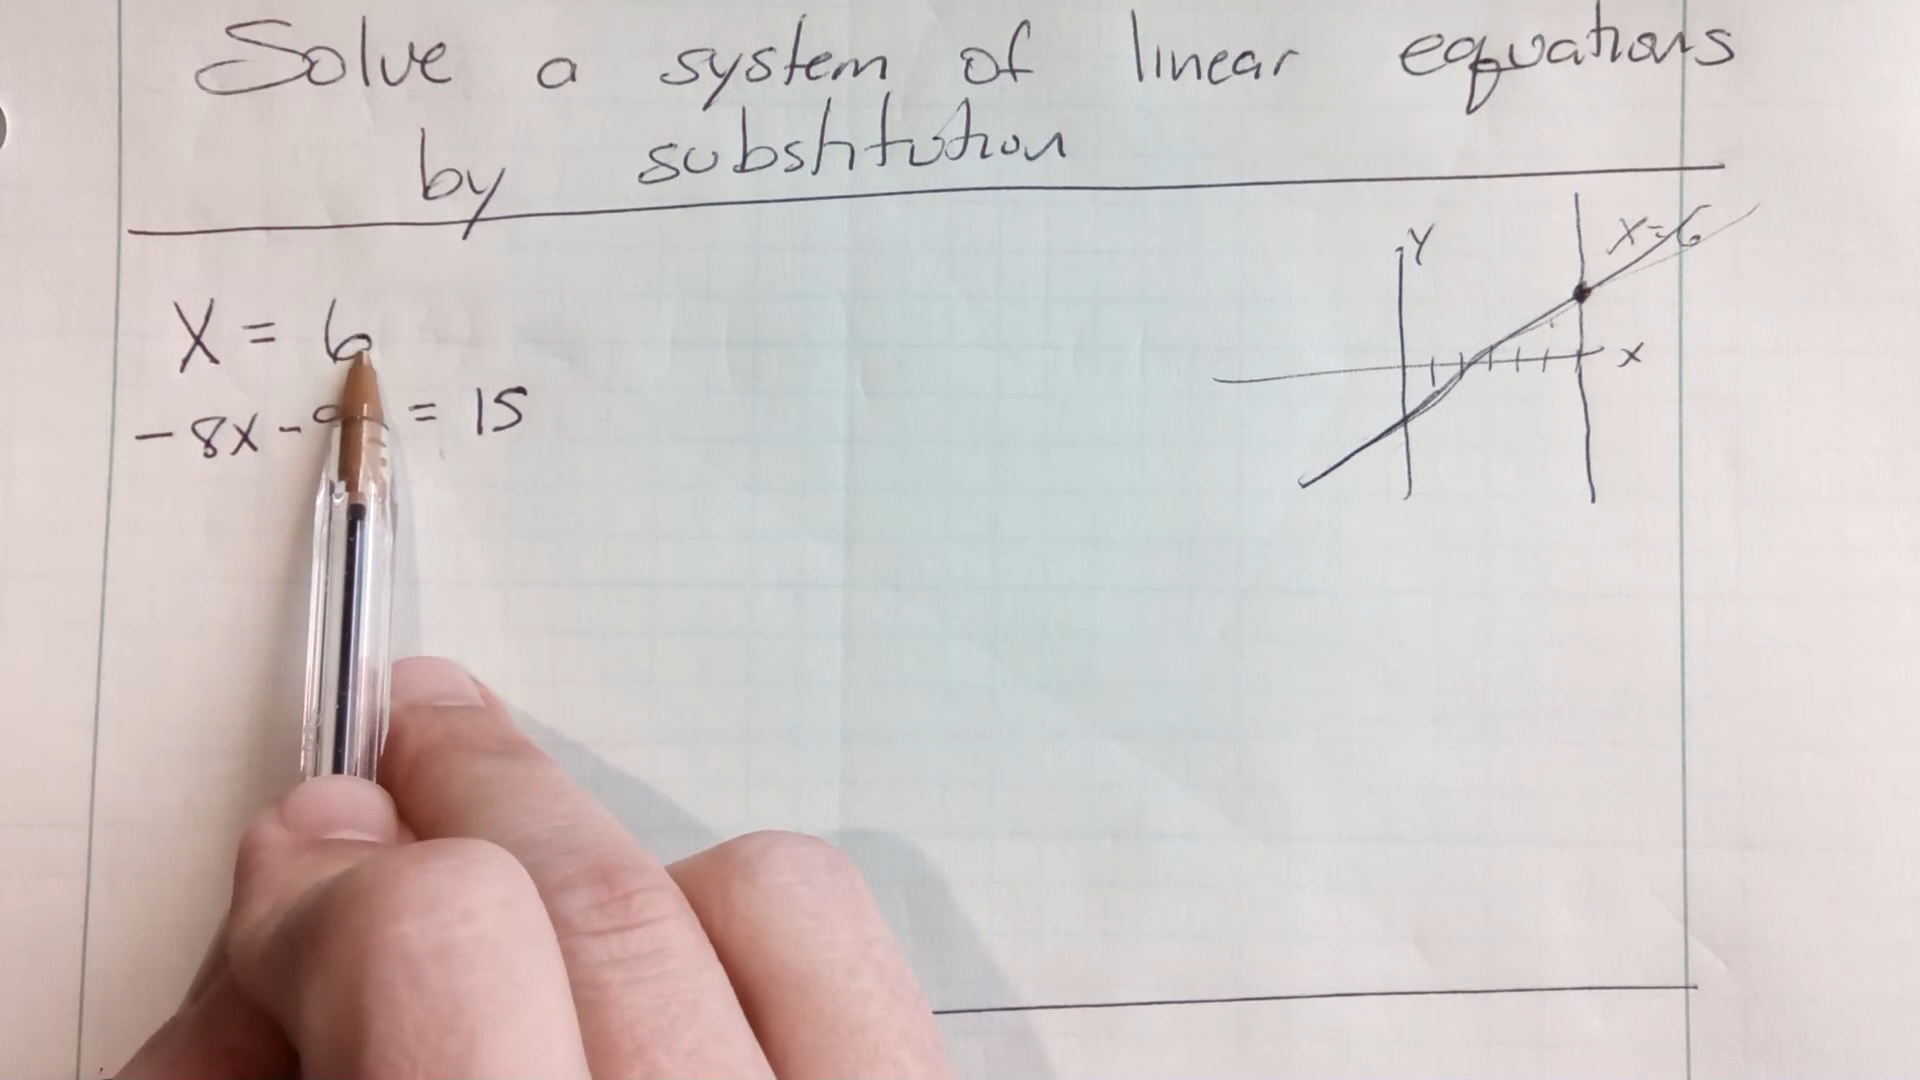 Solve a system of linear equations
by substitution
X = 6
-8x - = 15
Y
X=6
X